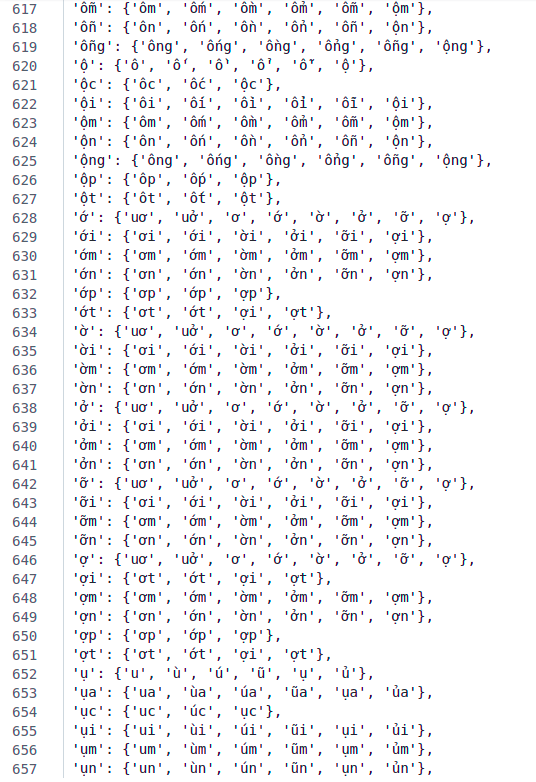 617 'ỗm': {'ôm', 'ốm', 'ồm', 'ổm', 'ỗm', 'ộm'},
618 'ỗn': {'ôn', 'ốn', 'ồn', 'ổn', 'ỗn', 'ộn'},
619 'ỗng': {'ông', 'ống', 'ồng', 'ổng', 'ỗng', 'ộng'},
620 'ộ': {'ô', 'ố', 'ồ', 'ổ', 'ỗ', 'ộ'},
621 'ộc': {'ôc', 'ốc', 'ộc'},
622 'ội': {'ôi', 'ối', 'ồi', 'ổi', 'ỗi', 'ội'},
623 'ộm': {'ôm', 'ốm', 'ồm', 'ổm', 'ỗm', 'ộm'},
624 'ộn': {'ôn', 'ốn', 'ồn', 'ổn', 'ỗn', 'ộn'},
625 'ộng': {'ông', 'ống', 'ồng', 'ổng', 'ỗng', 'ộng'},
626 'ộp': {'ôp', 'ốp', 'ộp'},
627 'ột': {'ôt', 'ốt', 'ột'},
628 'ớ': {'uơ', 'uở', 'ơ', 'ớ', 'ờ', 'ở', 'ỡ', 'ợ'},
629 'ới': {'ơi', 'ới', 'ời', 'ởi', 'ỡi', 'ợi'},
630 'ớm': {'ơm', 'ớm', 'ờm', 'ởm', 'ỡm', 'ợm'},
631 'ớn': {'ơn', 'ớn', 'ờn', 'ởn', 'ỡn', 'ợn'},
632 'ớp': {'ơp', 'ớp', 'ợp'},
633 'ớt': {'ơt', 'ớt', 'ợi', 'ợt'},
634 'ờ': {'uơ', 'uở', 'ơ', 'ớ', 'ờ', 'ở', 'ỡ', 'ợ'},
635 'ời': {'ơi', 'ới', 'ời', 'ởi', 'ỡi', 'ợi'},
636 'ờm': {'ơm', 'ớm', 'ờm', 'ởm', 'ỡm', 'ợm'},
637 'ờn': {'ơn', 'ớn', 'ờn', 'ởn', 'ỡn', 'ợn'},
638 'ở': {'uơ', 'uở', 'ơ', 'ớ', 'ờ', 'ở', 'ỡ', 'ợ'},
639 'ởi': {'ơi', 'ới', 'ời', 'ởi', 'ỡi', 'ợi'},
640 'ởm': {'ơm', 'ớm', 'ờm', 'ởm', 'ỡm', 'ợm'},
641 'ởn': {'ơn', 'ớn', 'ờn', 'ởn', 'ỡn', 'ợn'},
642 'ỡ': {'uơ', 'uở', 'ơ', 'ớ', 'ờ', 'ở', 'ỡ', 'ợ'},
643 'ỡi': {'ơi', 'ới', 'ời', 'ởi', 'ỡi', 'ợi'},
644 'ỡm': {'ơm', 'ớm', 'ờm', 'ởm', 'ỡm', 'ợm'},
645 'ỡn': {'ơn', 'ớn', 'ờn', 'ởn', 'ỡn', 'ợn'},
646 'ợ': {'uơ', 'uở', 'ơ', 'ớ', 'ờ', 'ở', 'ỡ', 'ợ'},
647 'ợi': {'ơt', 'ớt', 'ợi', 'ợt'},
648 'ợm': {'ơm', 'ớm', 'ờm', 'ởm', 'ỡm', 'ợm'},
649 'ợn': {'ơn', 'ớn', 'ờn', 'ởn', 'ỡn', 'ợn'},
650 'ợp': {'ơp', 'ớp', 'ợp'},
651 'ợt': {'ơt', 'ớt', 'ợi', 'ợt'},
652 'ụ': {'u', 'ù', 'ú', 'ũ', 'ụ', 'ủ'},
653 'ụa': {'ua', 'ùa', 'úa', 'ũa', 'ụa', 'ủa'},
654 'ục': {'uc', 'úc', 'ục'},
655 'ụi': {'ui', 'ùi', 'úi', 'ũi', 'ụi', 'ủi'},
656 'ụm': {'um', 'ùm', 'úm', 'ũm', 'ụm', 'ủm'},
657 'ụn': {'un', 'ùn', 'ún', 'ũn', 'ụn', 'ủn'},